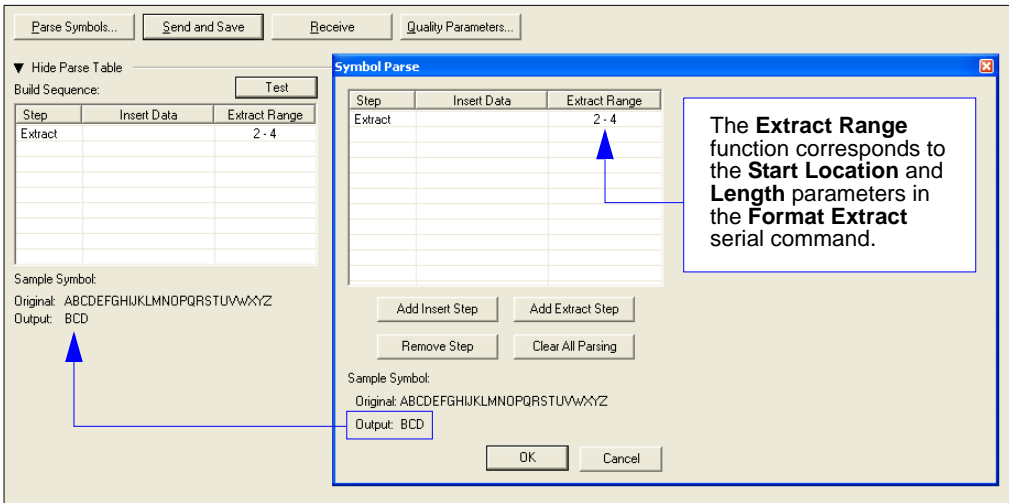 Parse Symbols... Send and Save Receive Quality Parameters...
▼ Hide Parse Table
Build Sequence: Test
Step Insert Data Extract Range
Extract 2 - 4
Sample Symbol:
Original: ABCDEFGHIJKLMNOPQRSTUVWXYZ
Output: BCD
Symbol Parse
Step Insert Data Extract Range
Extract 2 - 4
Add Insert Step Add Extract Step
Remove Step Clear All Parsing
Sample Symbol:
Original: ABCDEFGHIJKLMNOPQRSTUVWXYZ
Output: BCD
OK Cancel
The Extract Range
function corresponds to
the Start Location and
Length parameters in
the Format Extract
serial command.